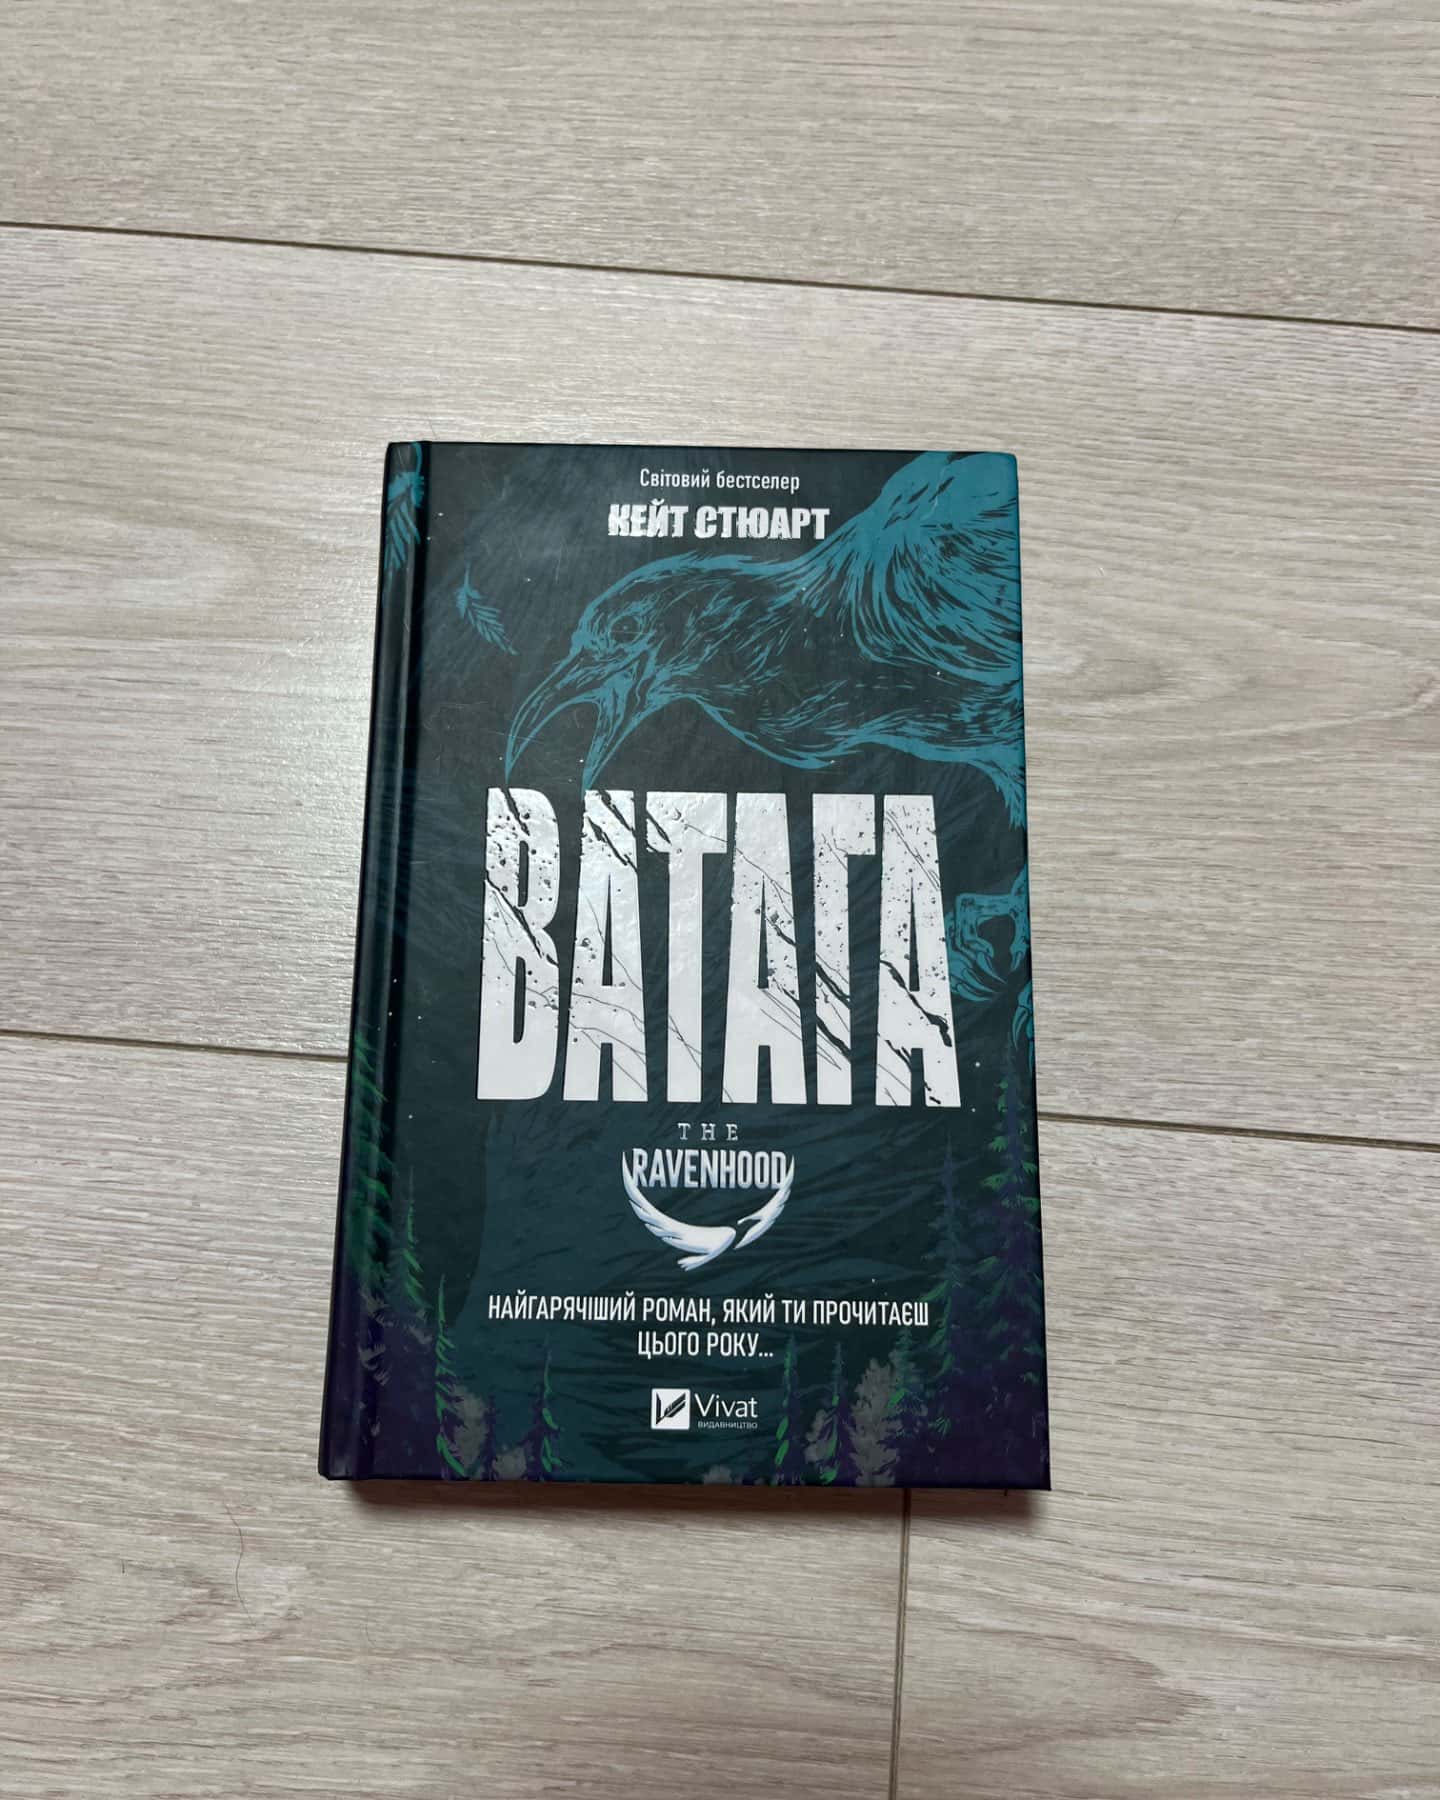 Світовий бестселер
КЕЙТ СТЮАРТ
ВАТАГА
THE
RAVENHOOD
НАЙГАРЯЧІШИЙ РОМАН, ЯКИЙ ТИ ПРОЧИТАЄШ
ЦЬОГО РОКУ...
Vivat
ВИДАВНИЦТВО